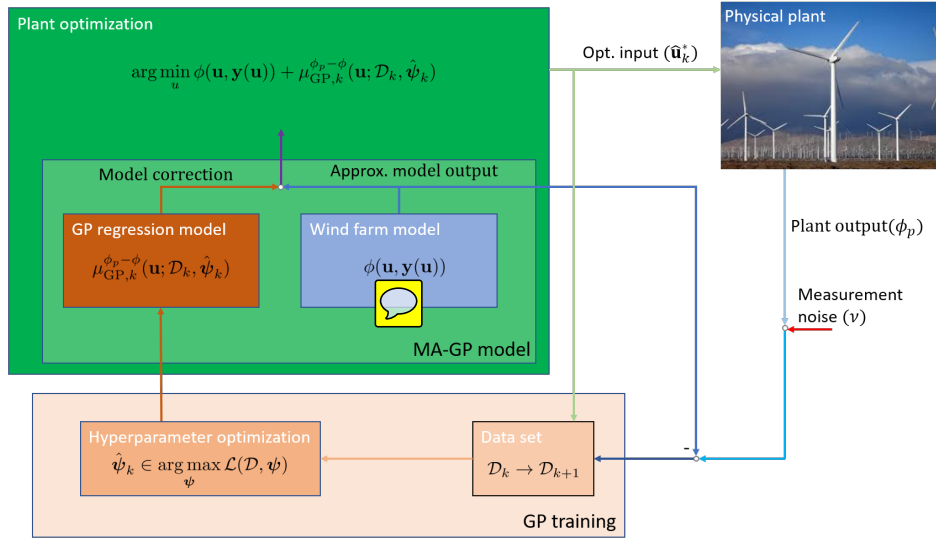 Plant optimization
arg min_u ϕ(𝐮, 𝐲(𝐮)) + μ_{GP,k}^{ϕ_p−ϕ}(𝐮; 𝒟_k, ψ̂_k)
Opt. input (𝐮̂*_k)
Physical plant
Model correction
Approx. model output
GP regression model
μ_{GP,k}^{ϕ_p−ϕ}(𝐮; 𝒟_k, ψ̂_k)
Wind farm model
ϕ(𝐮, 𝐲(𝐮))
MA-GP model
Plant output(ϕ_p)
Measurement
noise (ν)
Hyperparameter optimization
ψ̂_k ∈ arg max_ψ ℒ(𝒟, ψ)
Data set
𝒟_k → 𝒟_{k+1}
-
GP training